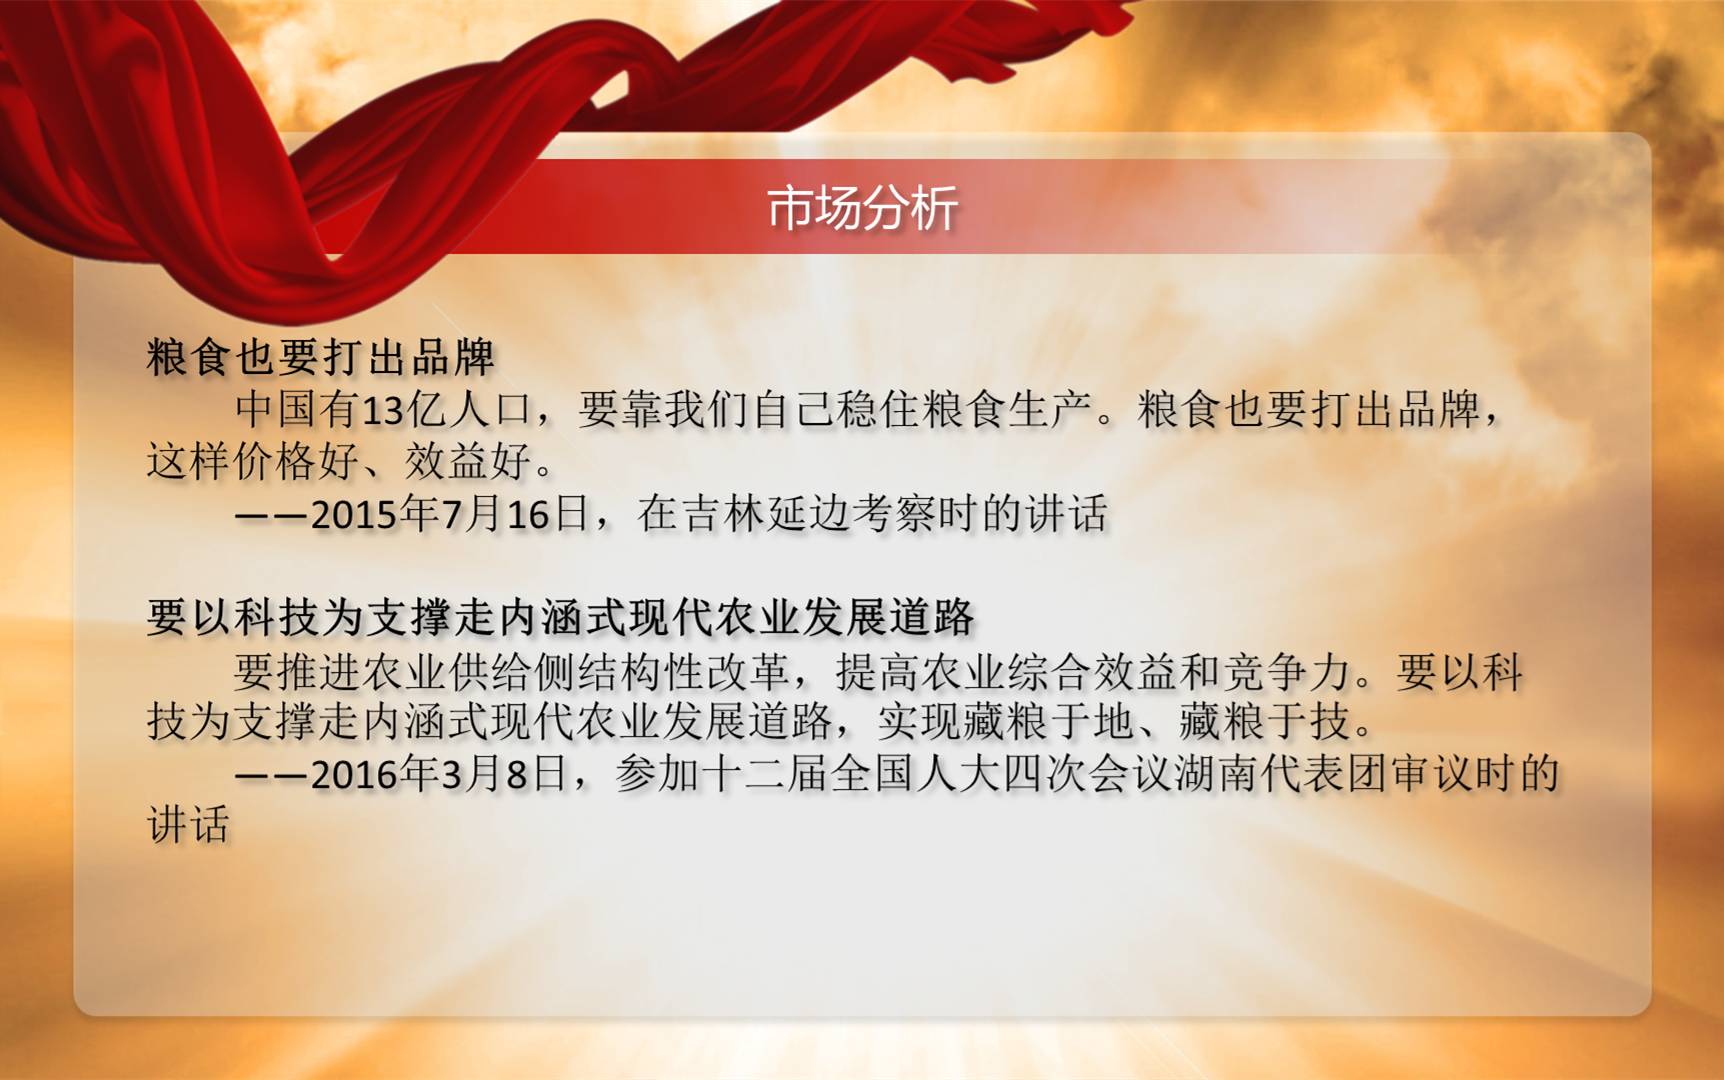 市场分析
粮食也要打出品牌
中国有13亿人口，要靠我们自己稳住粮食生产。粮食也要打出品牌，
这样价格好、效益好。
——2015年7月16日，在吉林延边考察时的讲话
要以科技为支撑走内涵式现代农业发展道路
要推进农业供给侧结构性改革，提高农业综合效益和竞争力。要以科
技为支撑走内涵式现代农业发展道路，实现藏粮于地、藏粮于技。
——2016年3月8日，参加十二届全国人大四次会议湖南代表团审议时的
讲话